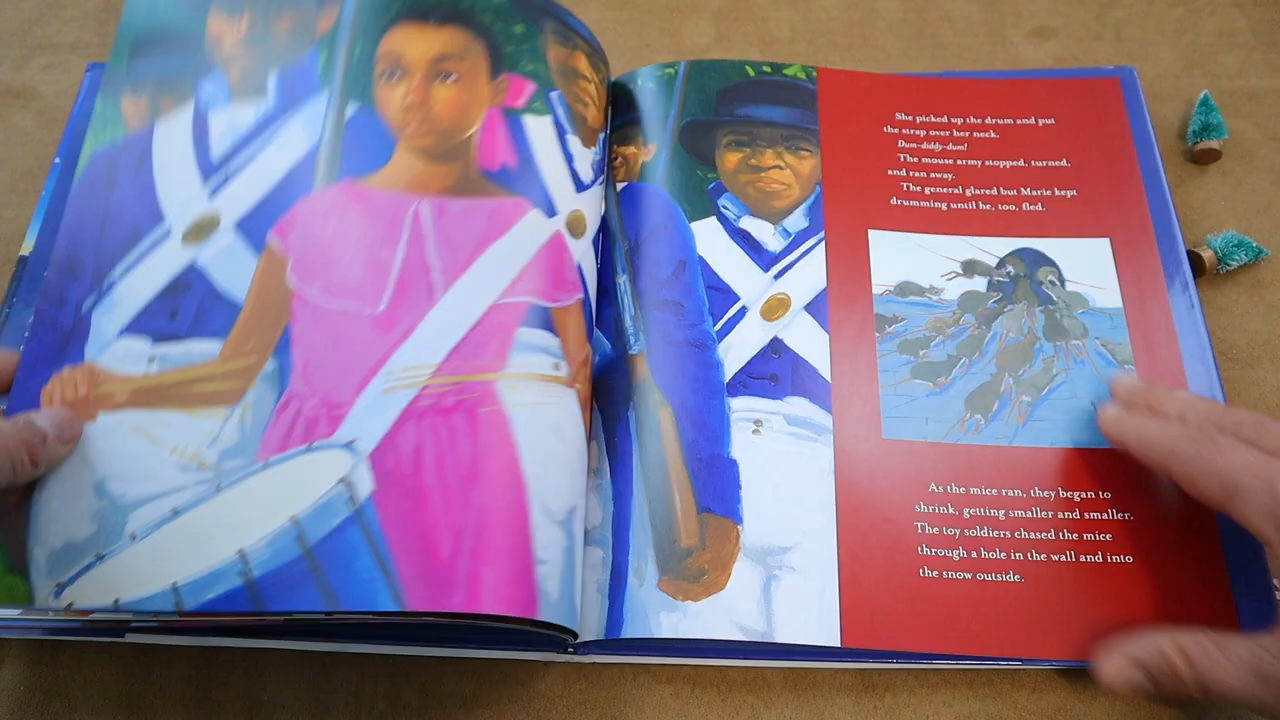 She picked up the drum and put
the strap over her neck.
Dum-diddy-dum!
The mouse army stopped, turned,
and ran away.
The general glared but Marie kept
drumming until he, too, fled.
As the mice ran, they began to
shrink, getting smaller and smaller.
The toy soldiers chased the mice
through a hole in the wall and into
the snow outside.